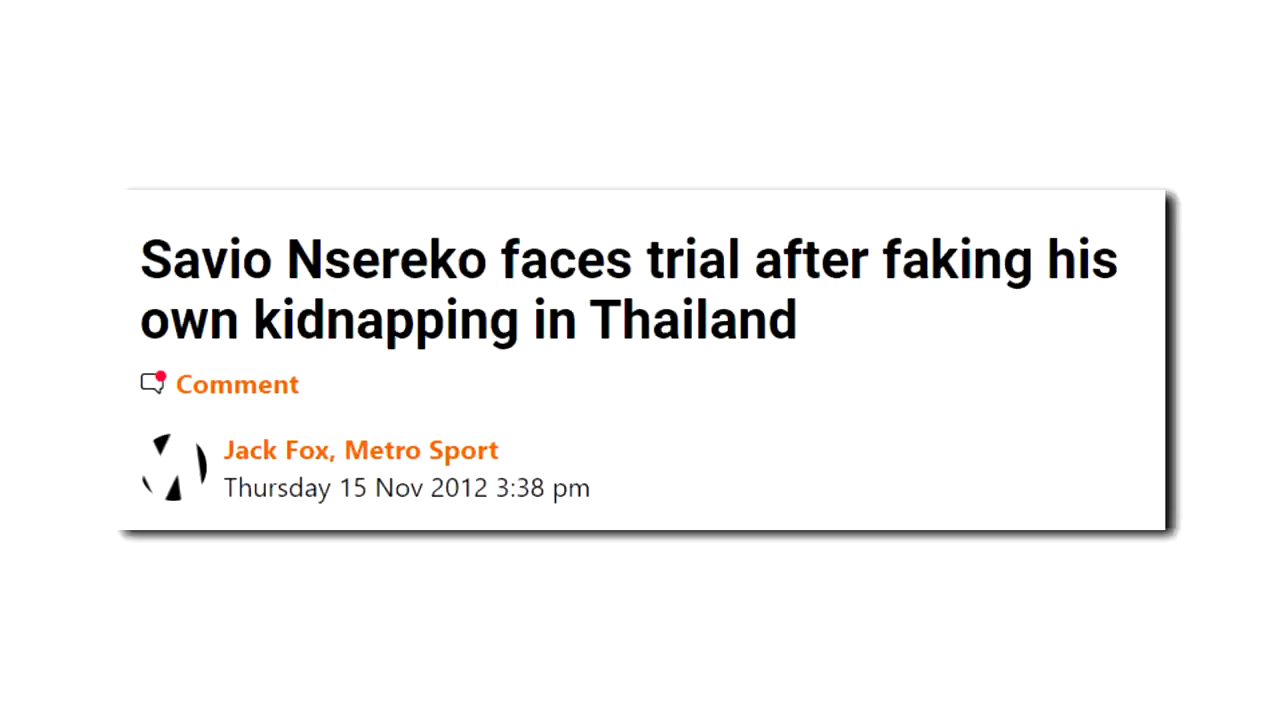 Savio Nsereko faces trial after faking his
own kidnapping in Thailand
Comment
Jack Fox, Metro Sport
Thursday 15 Nov 2012 3:38 pm